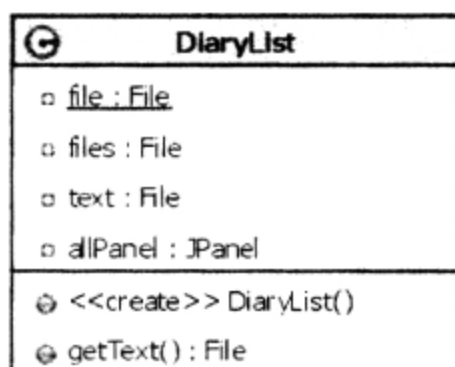 DiaryList
file : File
files : File
text : File
allPanel : JPanel
<<create>> DiaryList()
getText() : File